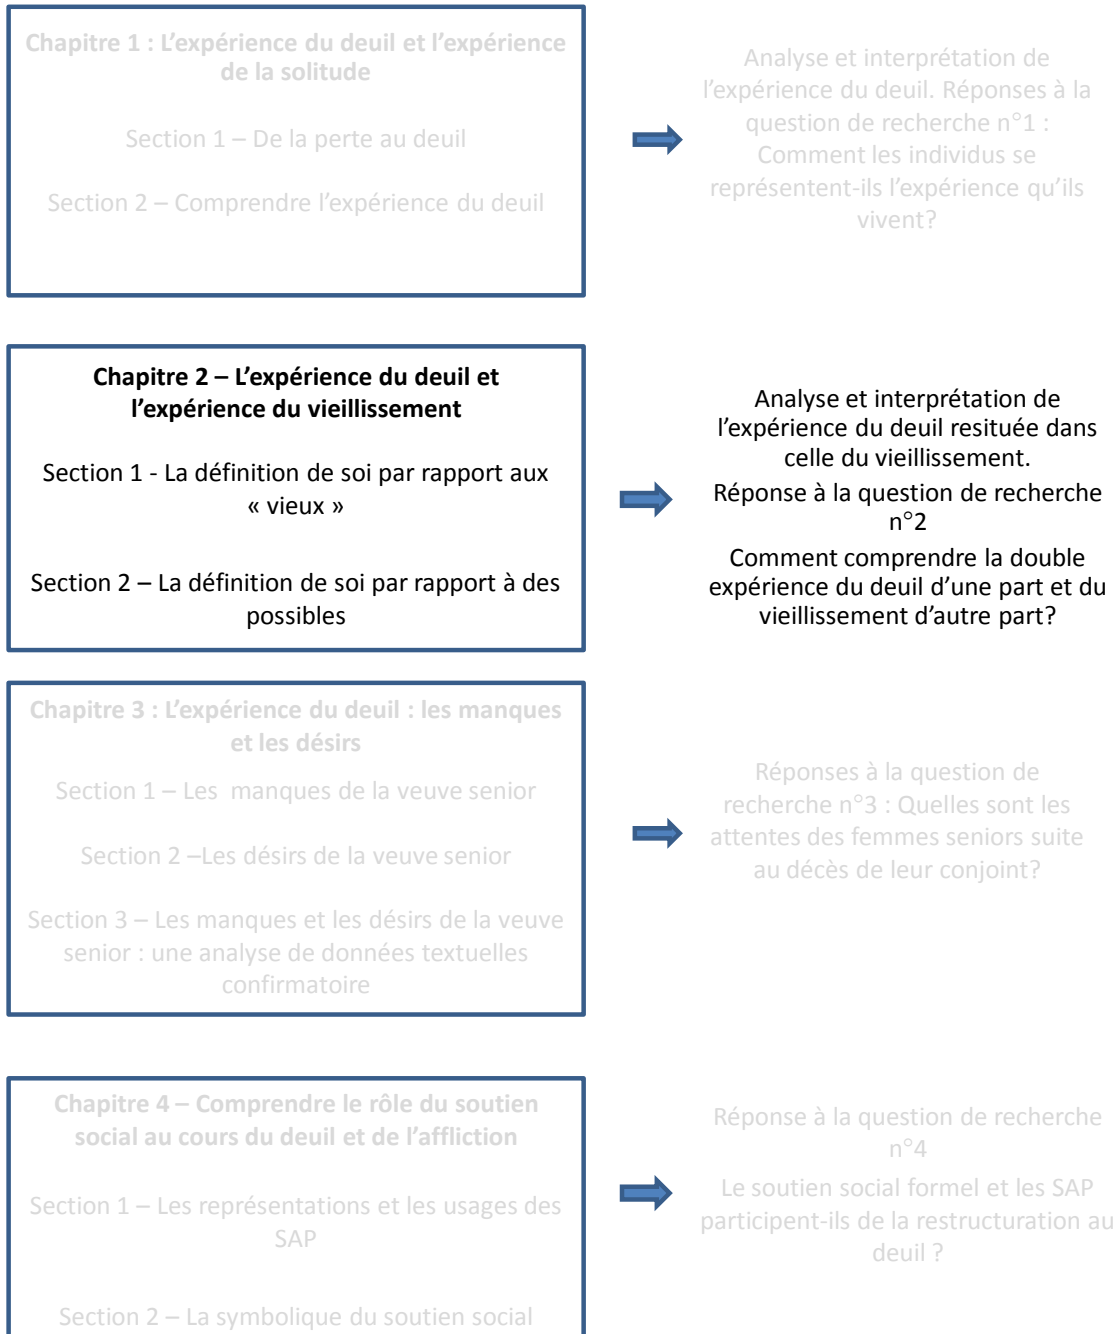 Chapitre 1 : L’expérience du deuil et l’expérience
de la solitude
Section 1 – De la perte au deuil
Section 2 – Comprendre l’expérience du deuil
Analyse et interprétation de
l’expérience du deuil. Réponses à la
question de recherche n°1 :
Comment les individus se
représentent-ils l’expérience qu’ils
vivent?
Chapitre 2 – L’expérience du deuil et
l’expérience du vieillissement
Section 1 - La définition de soi par rapport aux
« vieux »
Section 2 – La définition de soi par rapport à des
possibles
Analyse et interprétation de
l’expérience du deuil resituée dans
celle du vieillissement.
Réponse à la question de recherche
n°2
Comment comprendre la double
expérience du deuil d’une part et du
vieillissement d’autre part?
Chapitre 3 : L’expérience du deuil : les manques
et les désirs
Section 1 – Les manques de la veuve senior
Section 2 –Les désirs de la veuve senior
Section 3 – Les manques et les désirs de la veuve
senior : une analyse de données textuelles
confirmatoire
Réponses à la question de
recherche n°3 : Quelles sont les
attentes des femmes seniors suite
au décès de leur conjoint?
Chapitre 4 – Comprendre le rôle du soutien
social au cours du deuil et de l’affliction
Section 1 – Les représentations et les usages des
SAP
Section 2 – La symbolique du soutien social
Réponse à la question de recherche
n°4
Le soutien social formel et les SAP
participent-ils de la restructuration au
deuil ?